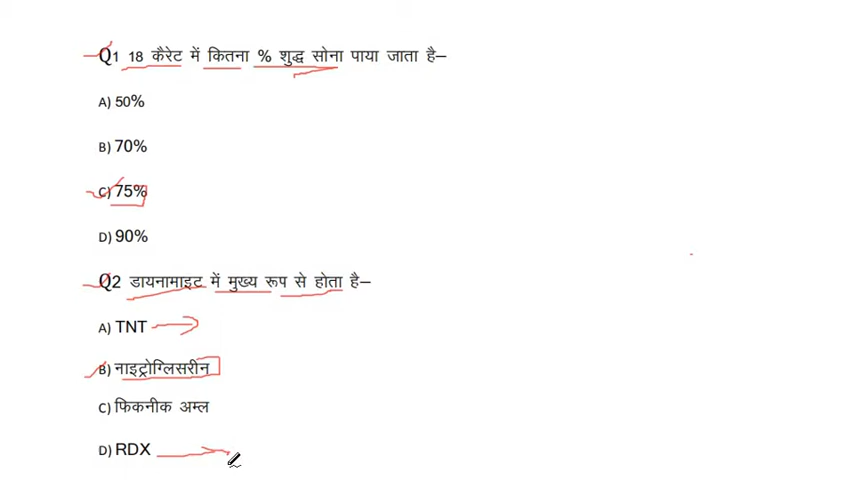 Q1 18 कैरेट में कितना % शुद्ध सोना पाया जाता है–
A) 50%
B) 70%
C) 75%
D) 90%
Q2 डायनामाइट में मुख्य रूप से होता है–
A) TNT
B) नाइट्रोग्लिसरीन
C) फिकनीक अम्ल
D) RDX